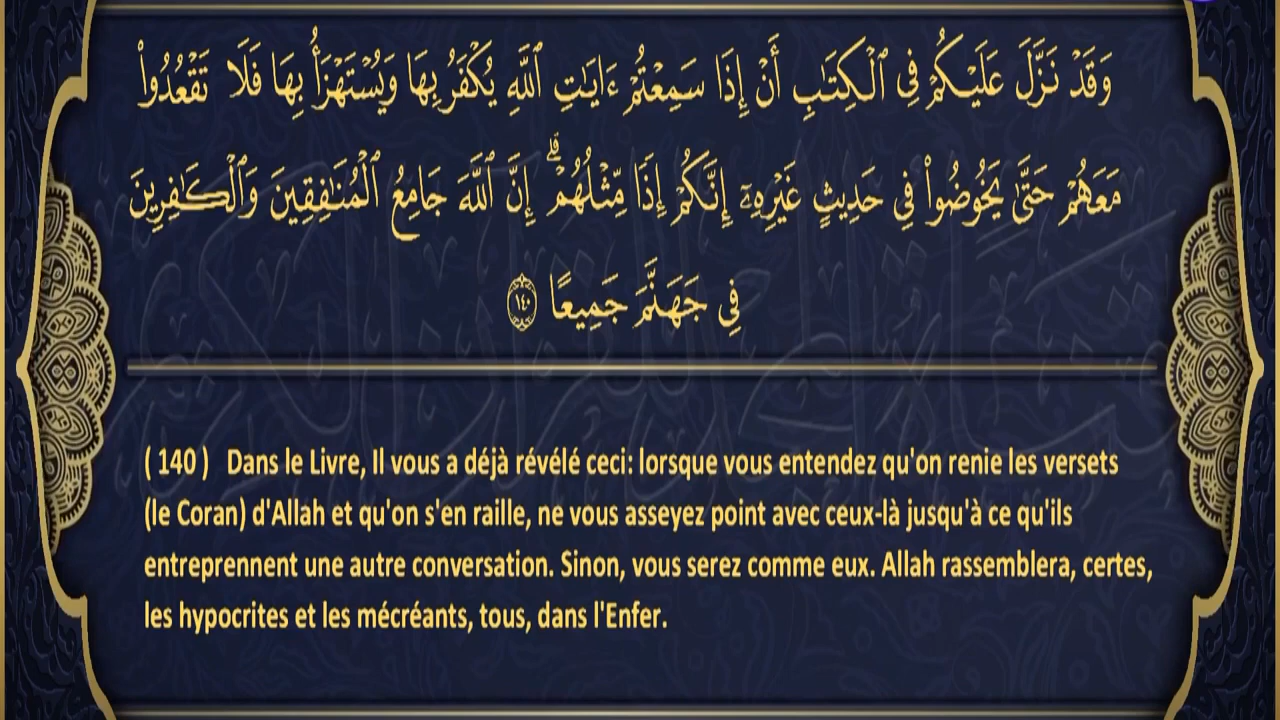 وَقَدْ نَزَّلَ عَلَيْكُمْ فِى ٱلْكِتَٰبِ أَنْ إِذَا سَمِعْتُمْ ءَايَٰتِ ٱللَّهِ يُكْفَرُ بِهَا وَيُسْتَهْزَأُ بِهَا فَلَا تَقْعُدُوا۟
مَعَهُمْ حَتَّىٰ يَخُوضُوا۟ فِى حَدِيثٍ غَيْرِهِۦٓ إِنَّكُمْ إِذًا مِّثْلُهُمْ ۗ إِنَّ ٱللَّهَ جَامِعُ ٱلْمُنَٰفِقِينَ وَٱلْكَٰفِرِينَ
فِى جَهَنَّمَ جَمِيعًا ١٤٠
( 140 ) Dans le Livre, Il vous a déjà révélé ceci: lorsque vous entendez qu'on renie les versets
(le Coran) d'Allah et qu'on s'en raille, ne vous asseyez point avec ceux-là jusqu'à ce qu'ils
entreprennent une autre conversation. Sinon, vous serez comme eux. Allah rassemblera, certes,
les hypocrites et les mécréants, tous, dans l'Enfer.